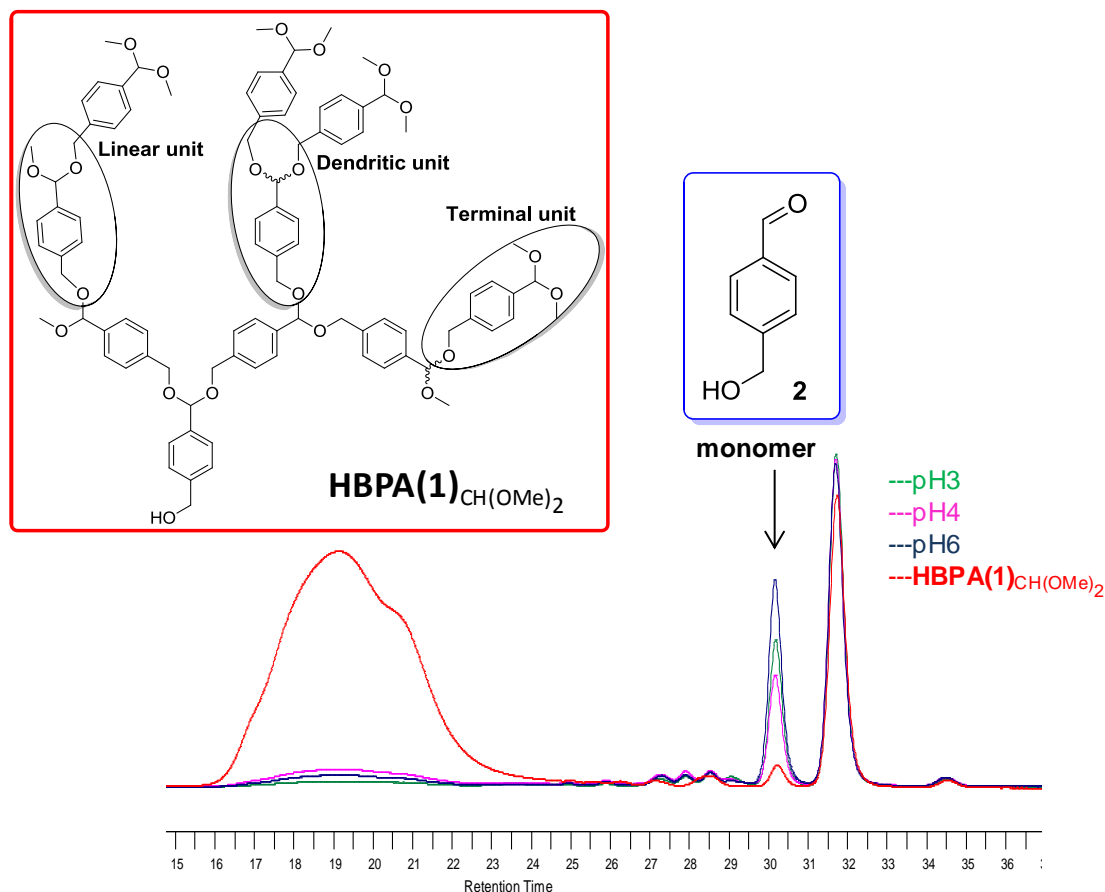 O
O
O
O
O
O
Linear unit
Dendritic unit
O
O
O
O
Terminal unit
O
O
O
O
O
O
O
O
O
O
HO
HBPA(1)CH(OMe)2
O
HO
2
monomer
---pH3
---pH4
---pH6
---HBPA(1)CH(OMe)2
15 16 17 18 19 20 21 22 23 24 25 26 27 28 29 30 31 32 33 34 35 36
Retention Time